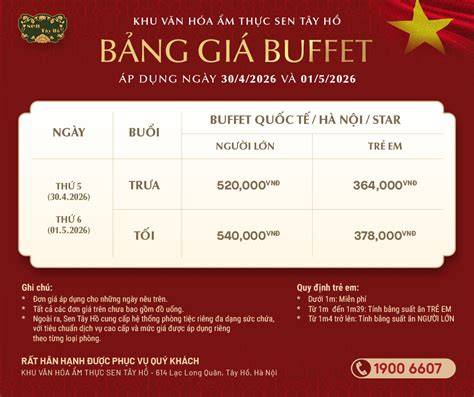 sen
Tây Hồ
KHU VĂN HÓA ẨM THỰC SEN TÂY HỒ
BẢNG GIÁ BUFFET
ÁP DỤNG NGÀY 30/4/2026 VÀ 01/5/2026
NGÀY
BUỔI
BUFFET QUỐC TẾ / HÀ NỘI / STAR
NGƯỜI LỚN
TRẺ EM
THỨ 5
(30.4.2026)
THỨ 6
(01.5.2026)
TRƯA
520,000VNĐ
364,000VNĐ
TỐI
540,000VNĐ
378,000VNĐ
Ghi chú:
* Đơn giá áp dụng cho những ngày nêu trên.
* Tất cả các đơn giá trên chưa bao gồm đồ uống.
* Ngoài ra, Sen Tây Hồ cung cấp hệ thống phòng tiệc riêng đa dạng sức chứa,
với tiêu chuẩn dịch vụ cao cấp và mức giá được áp dụng riêng
theo từng loại phòng.
Quy định trẻ em:
* Dưới 1m: Miễn phí
* Từ 1m đến 1m39: Tính bằng suất ăn TRẺ EM
* Từ 1m4 trở lên: Tính bằng suất ăn NGƯỜI LỚN
RẤT HÂN HẠNH ĐƯỢC PHỤC VỤ QUÝ KHÁCH
KHU VĂN HÓA ẨM THỰC SEN TÂY HỒ - 614 Lạc Long Quân, Tây Hồ, Hà Nội
1900 6607